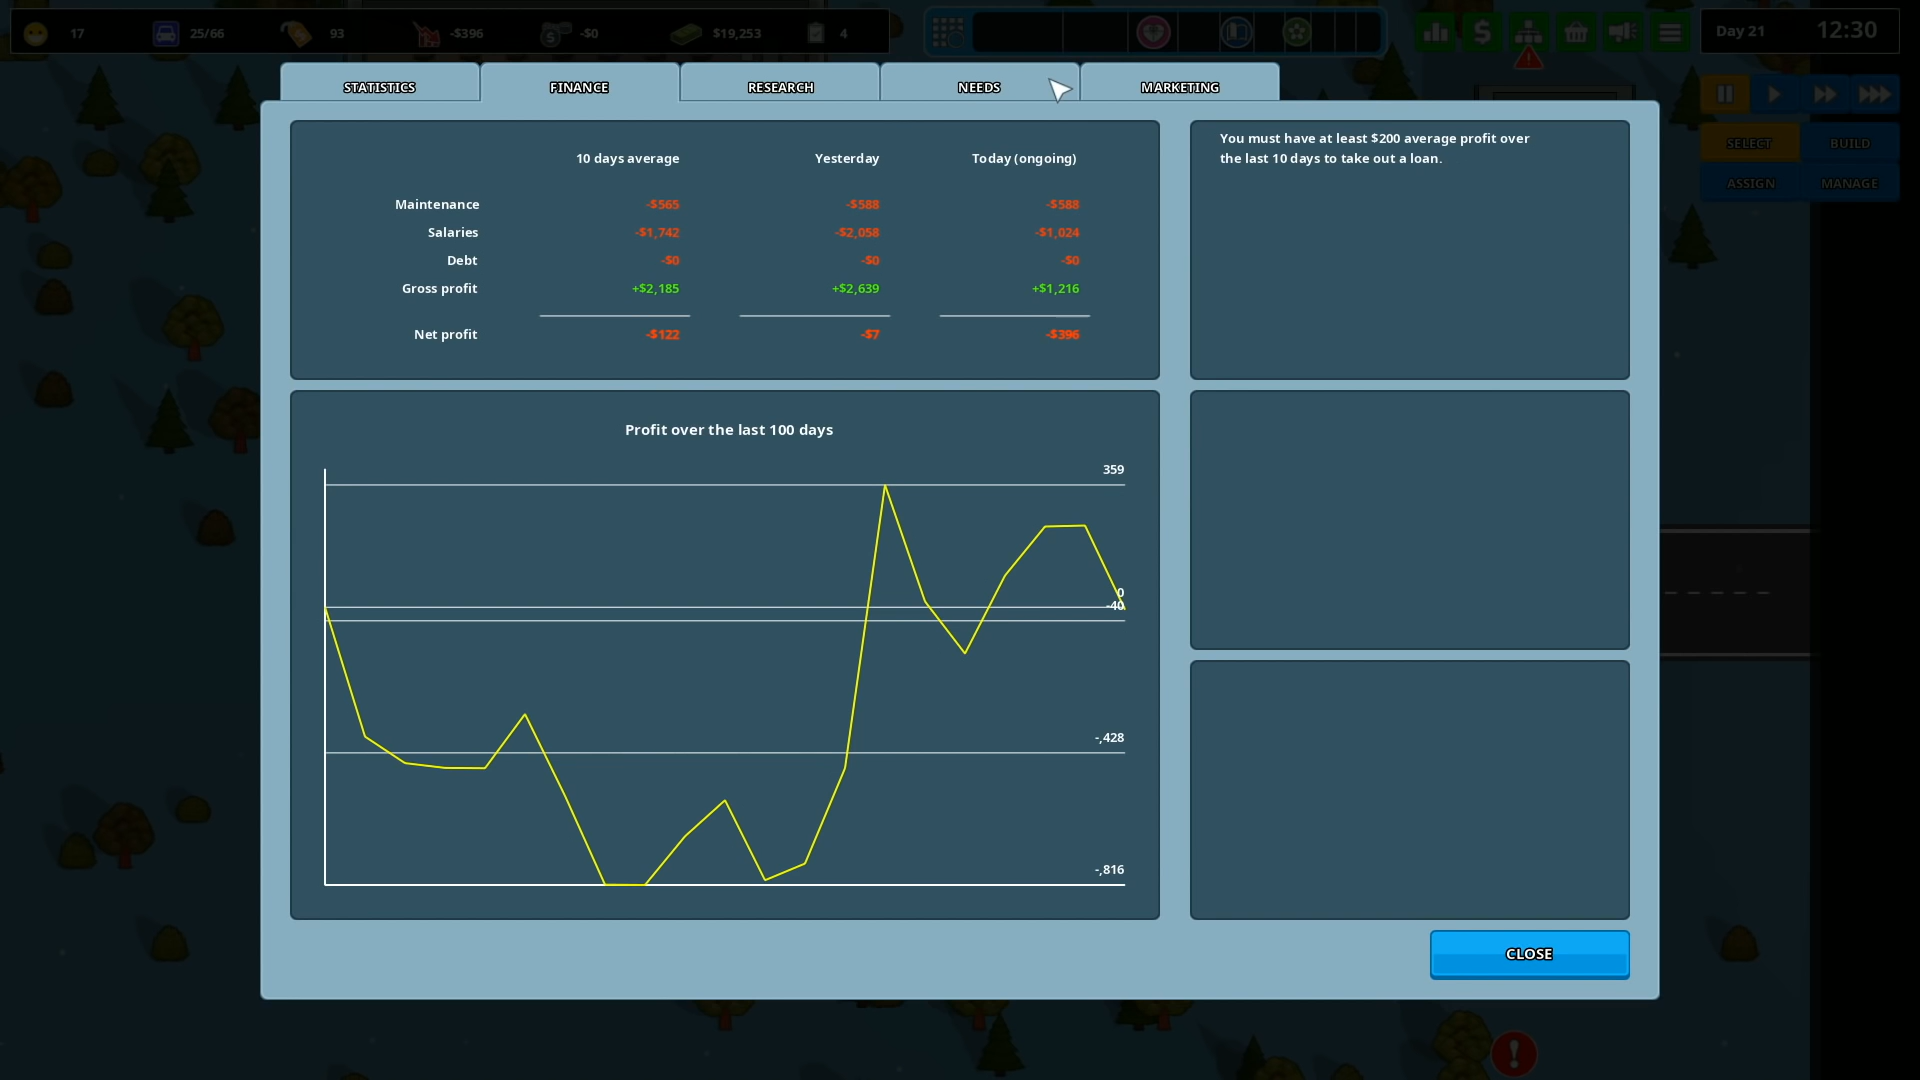 17
25/66
93
-$396
-$0
$19,253
4
Day 21
12:30
STATISTICS
FINANCE
RESEARCH
NEEDS
MARKETING
SELECT
BUILD
ASSIGN
MANAGE
10 days average
Yesterday
Today (ongoing)
Maintenance -$565 -$588 -$588
Salaries -$1,742 -$2,058 -$1,024
Debt -$0 -$0 -$0
Gross profit +$2,185 +$2,639 +$1,216
Net profit -$122 -$7 -$396
You must have at least $200 average profit over
the last 10 days to take out a loan.
Profit over the last 100 days
359
0
-40
-,428
-,816
CLOSE